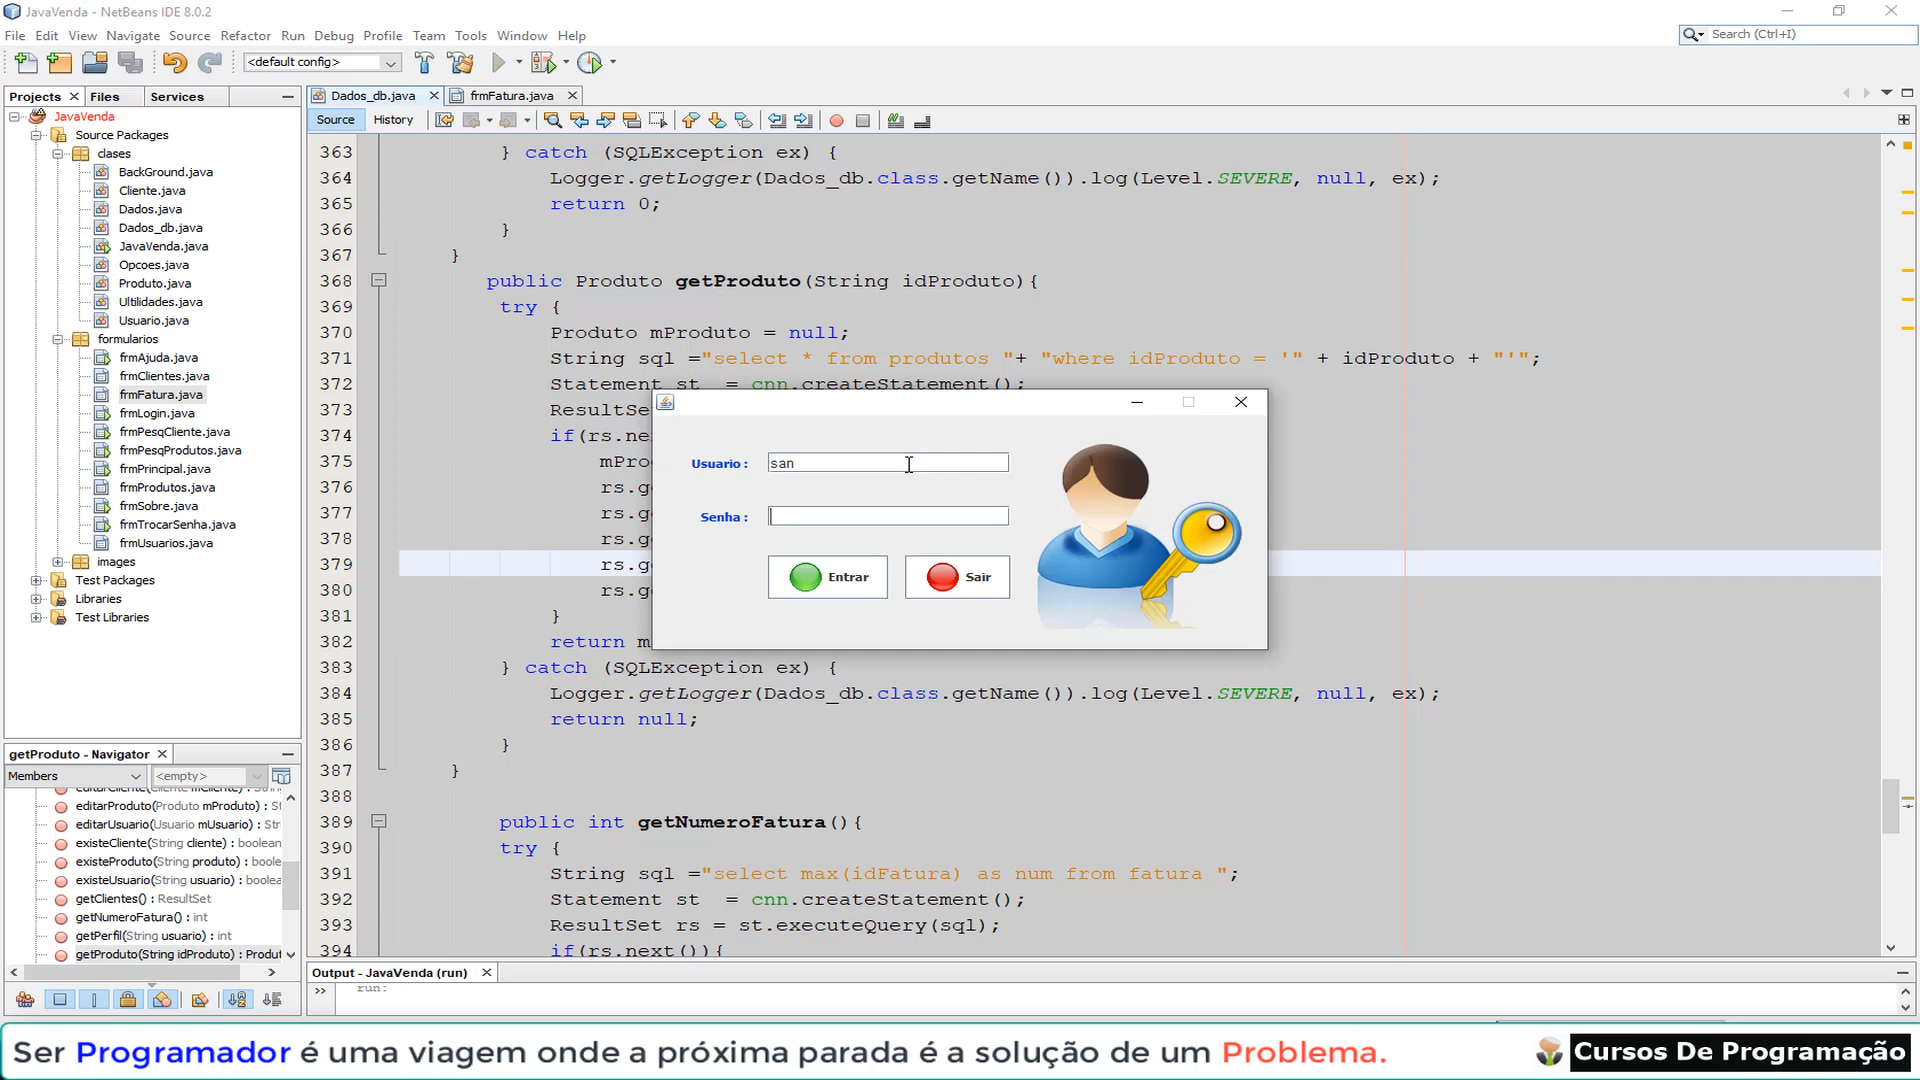 JavaVenda - NetBeans IDE 8.0.2
File Edit View Navigate Source Refactor Run Debug Profile Team Tools Window Help
Search (Ctrl+I)
<default config>
Projects Files Services
Dados_db.java frmFatura.java
Source History
JavaVenda
Source Packages
clases
BackGround.java
Cliente.java
Dados.java
Dados_db.java
JavaVenda.java
Opcoes.java
Produto.java
Ultilidades.java
Usuario.java
formularios
frmAjuda.java
frmClientes.java
frmFatura.java
frmLogin.java
frmPesqCliente.java
frmPesqProdutos.java
frmPrincipal.java
frmProdutos.java
frmSobre.java
frmTrocarSenha.java
frmUsuarios.java
images
Test Packages
Libraries
Test Libraries
363 } catch (SQLException ex) {
364 Logger.getLogger(Dados_db.class.getName()).log(Level.SEVERE, null, ex);
365 return 0;
366 }
367 }
368 public Produto getProduto(String idProduto){
369 try {
370 Produto mProduto = null;
371 String sql ="select * from produtos "+ "where idProduto = '" + idProduto + "'";
372 Statement st = cnn.createStatement();
373 ResultSe
374 if(rs.ne
375 mPro
376 rs.g
377 rs.g
378 rs.g
379 rs.g
380 rs.g
381 }
382 return m
383 } catch (SQLException ex) {
384 Logger.getLogger(Dados_db.class.getName()).log(Level.SEVERE, null, ex);
385 return null;
386 }
387 }
388
389 public int getNumeroFatura(){
390 try {
391 String sql ="select max(idFatura) as num from fatura ";
392 Statement st = cnn.createStatement();
393 ResultSet rs = st.executeQuery(sql);
394 if(rs.next()){
Usuario : san
Senha :
Entrar Sair
getProduto - Navigator
Members <empty>
editarProduto(Produto mProduto) : St
editarUsuario(Usuario mUsuario) : Str
existeCliente(String cliente) : boolean
existeProduto(String produto) : boole
existeUsuario(String usuario) : boolea
getClientes() : ResultSet
getNumeroFatura() : int
getPerfil(String usuario) : int
getProduto(String idProduto) : Produt
Output - JavaVenda (run)
run:
Ser Programador é uma viagem onde a próxima parada é a solução de um Problema.
Cursos De Programação